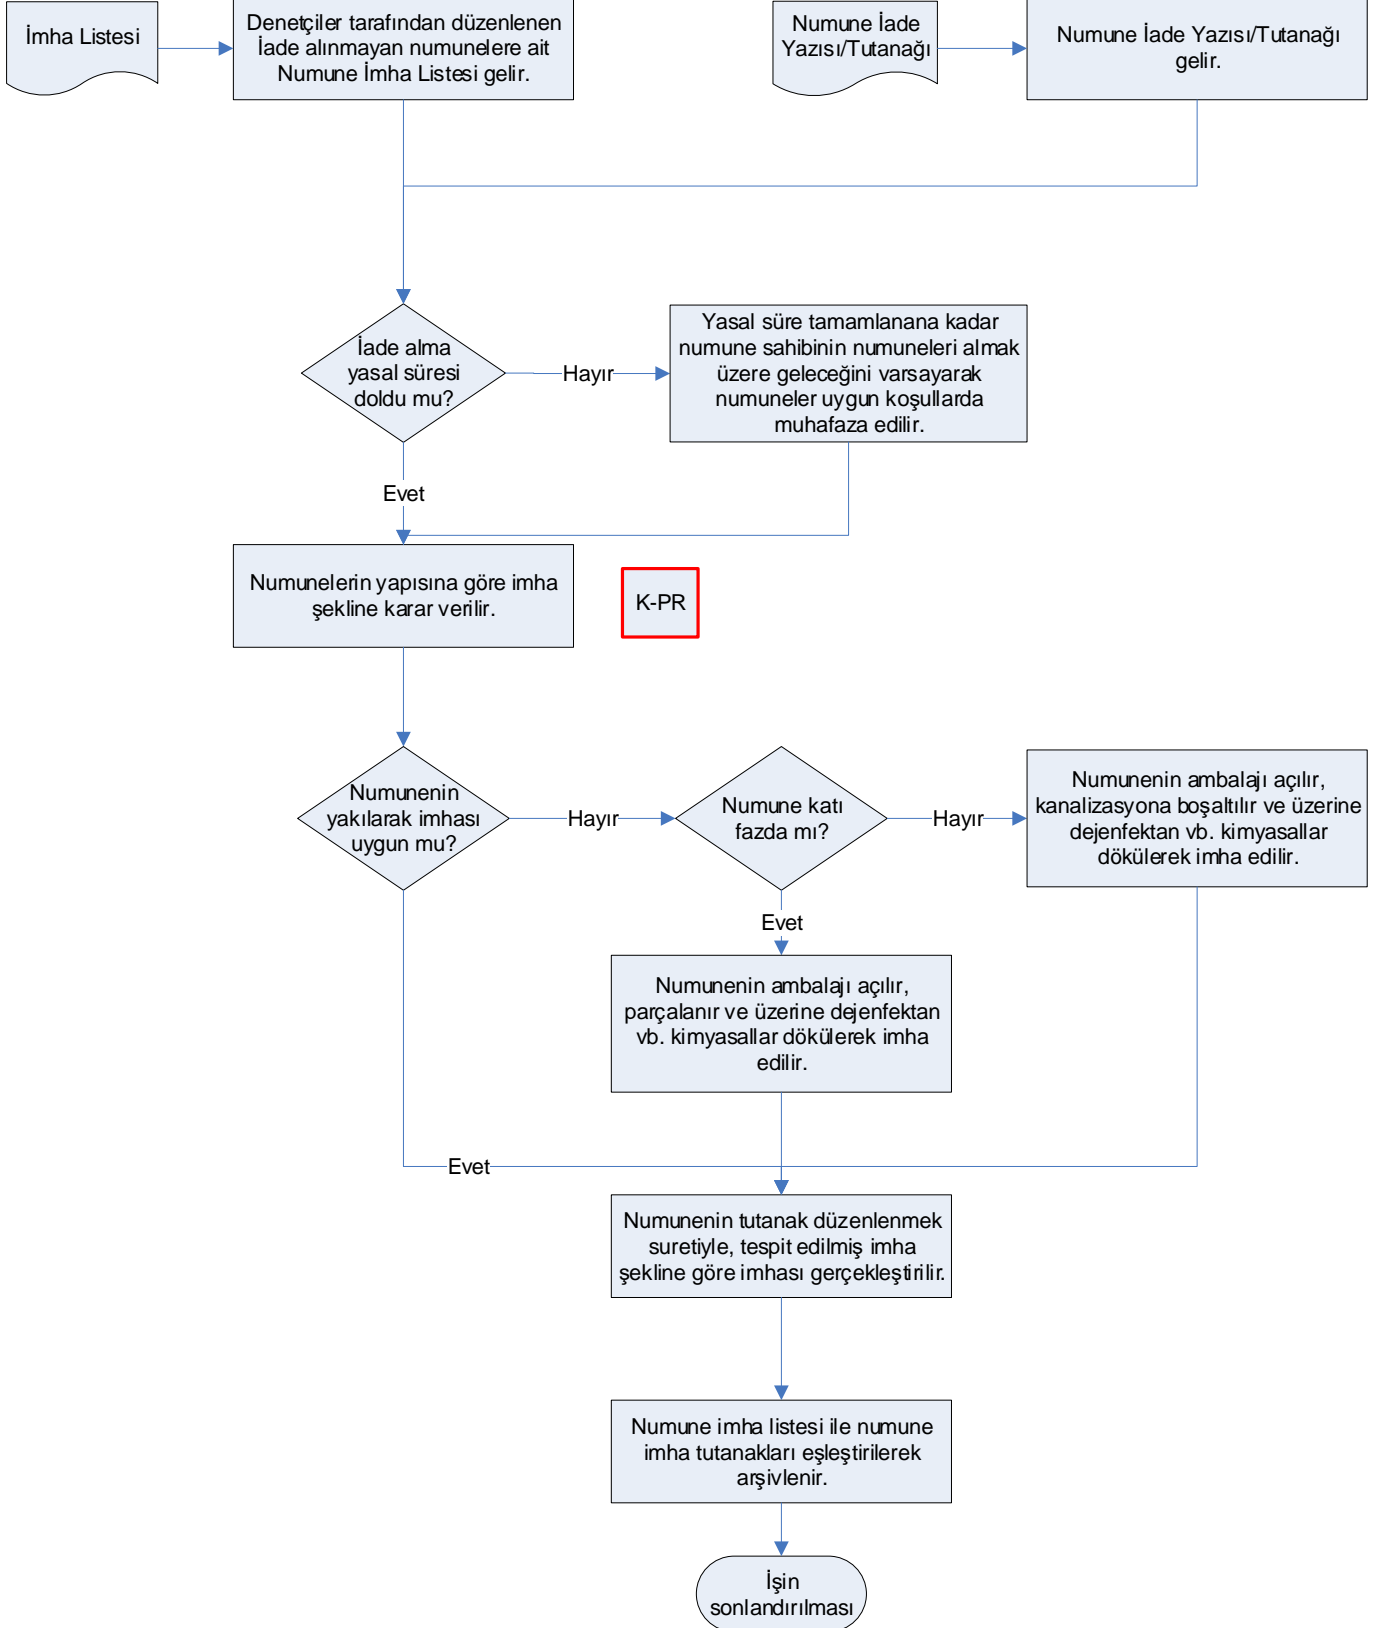 İmha Listesi
Denetçiler tarafından düzenlenen
İade alınmayan numunelere ait
Numune İmha Listesi gelir.
Numune İade
Yazısı/Tutanağı
Numune İade Yazısı/Tutanağı
gelir.
İade alma
yasal süresi
doldu mu?
Hayır
Yasal süre tamamlanana kadar
numune sahibinin numuneleri almak
üzere geleceğini varsayarak
numuneler uygun koşullarda
muhafaza edilir.
Evet
Numunelerin yapısına göre imha
şekline karar verilir.
K-PR
Numunenin
yakılarak imhası
uygun mu?
Hayır
Numune katı
fazda mı?
Hayır
Numunenin ambalajı açılır,
kanalizasyona boşaltılır ve üzerine
dejenfektan vb. kimyasallar
dökülerek imha edilir.
Evet
Numunenin ambalajı açılır,
parçalanır ve üzerine dejenfektan
vb. kimyasallar dökülerek imha
edilir.
Evet
Numunenin tutanak düzenlenmek
suretiyle, tespit edilmiş imha
şekline göre imhası gerçekleştirilir.
Numune imha listesi ile numune
imha tutanakları eşleştirilerek
arşivlenir.
İşin
sonlandırılması